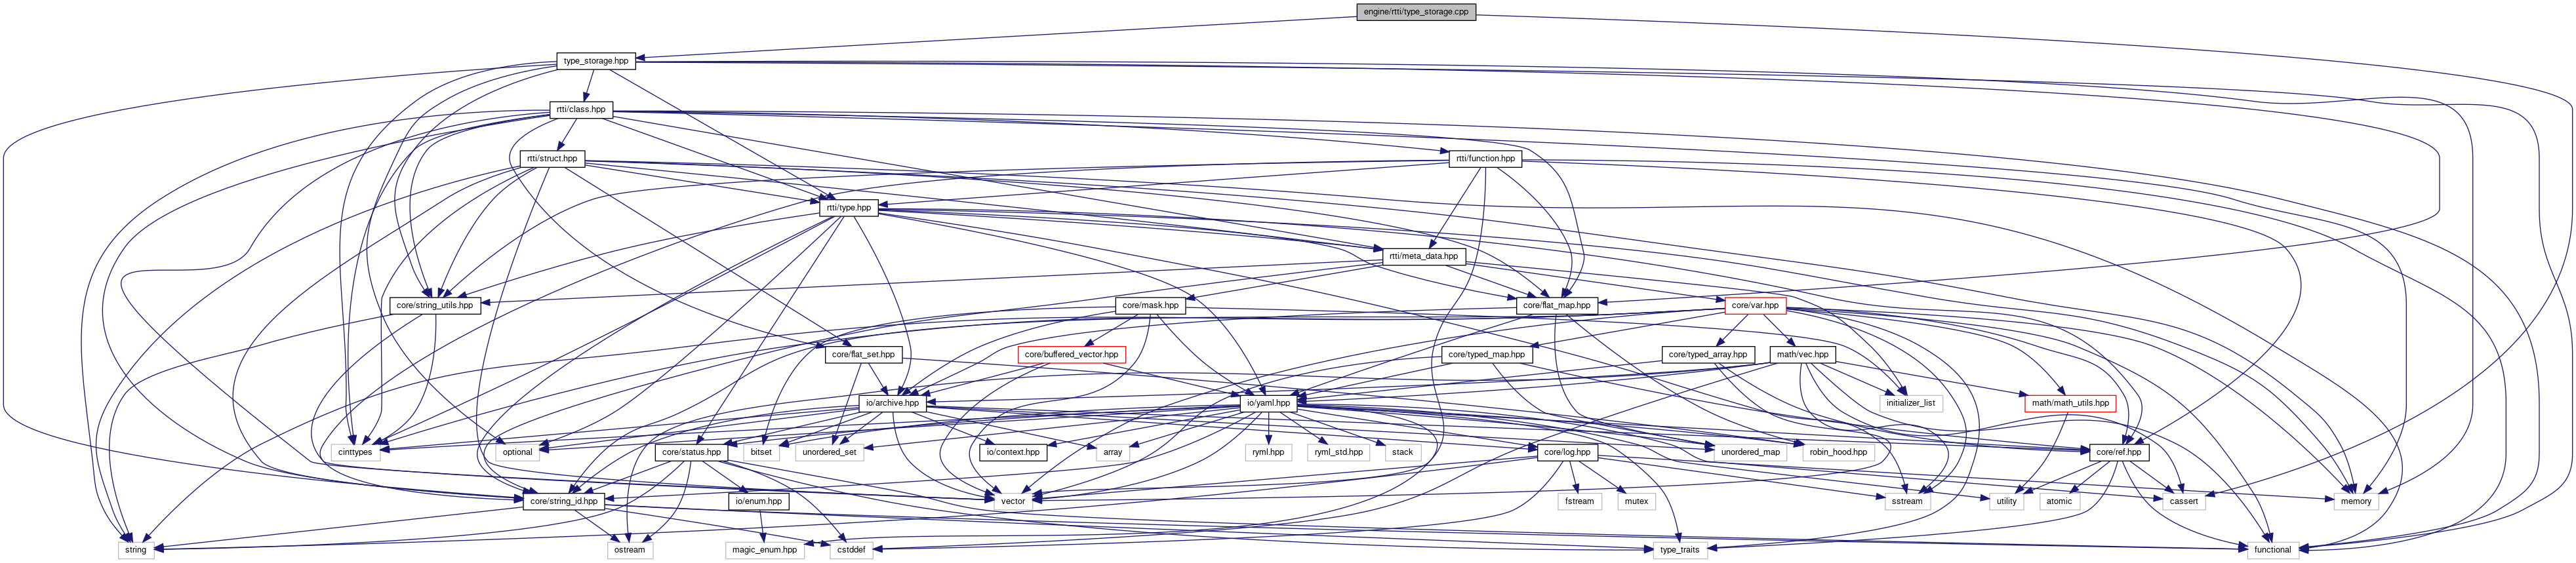 engine/rtti/type_storage.cpp
type_storage.hpp
rtti/class.hpp
rtti/struct.hpp
rtti/function.hpp
rtti/type.hpp
rtti/meta_data.hpp
core/string_utils.hpp
core/mask.hpp
core/flat_map.hpp
core/var.hpp
core/flat_set.hpp
core/buffered_vector.hpp
core/typed_map.hpp
core/typed_array.hpp
math/vec.hpp
io/archive.hpp
io/yaml.hpp
initializer_list
math/math_utils.hpp
cinttypes
optional
core/status.hpp
bitset
unordered_set
io/context.hpp
array
ryml.hpp
ryml_std.hpp
stack
core/log.hpp
unordered_map
robin_hood.hpp
core/ref.hpp
core/string_id.hpp
io/enum.hpp
vector
fstream
mutex
sstream
utility
atomic
cassert
memory
string
ostream
magic_enum.hpp
cstddef
type_traits
functional